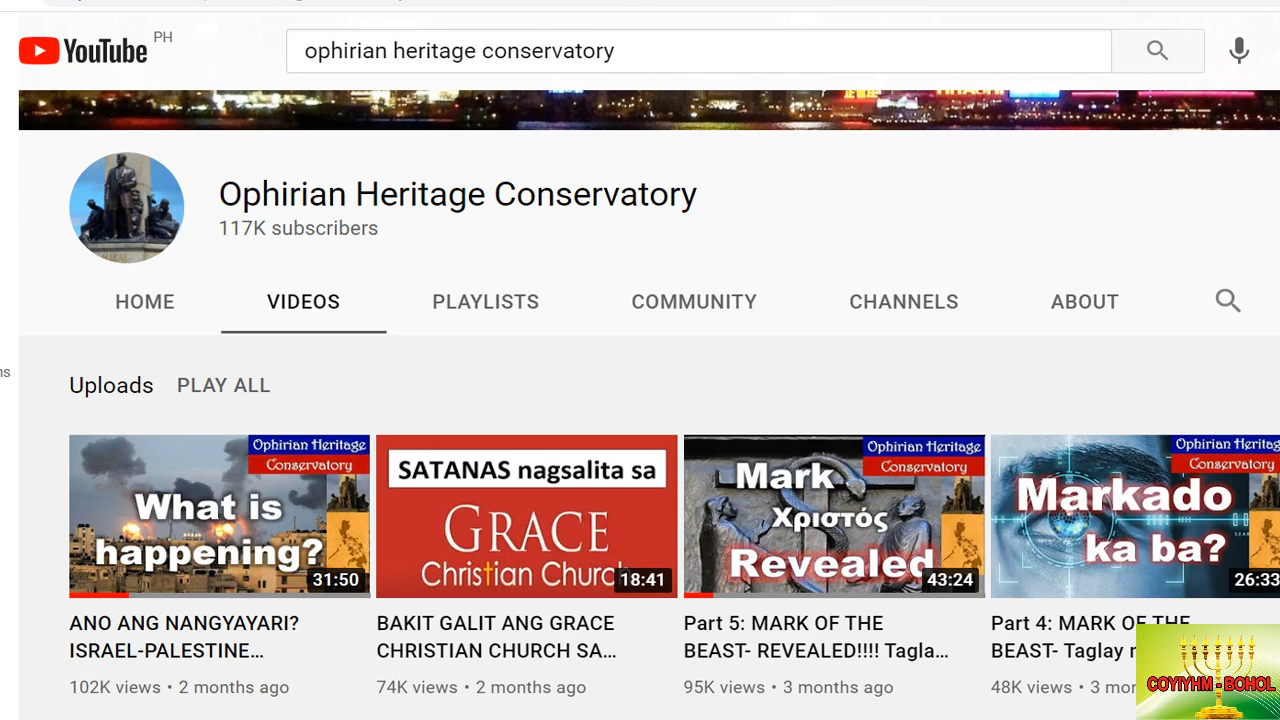 YouTube PH
ophirian heritage conservatory
Ophirian Heritage Conservatory
117K subscribers
HOME VIDEOS PLAYLISTS COMMUNITY CHANNELS ABOUT
Uploads PLAY ALL
Ophirian Heritage
Conservatory
What is
happening?
31:50
SATANAS nagsalita sa
GRACE
Christian Church
18:41
Ophirian Heritage
Conservatory
Mark
Χριστός
Revealed
43:24
Ophirian Heritag
Conservatory
Markado
ka ba?
26:33
ANO ANG NANGYAYARI?
ISRAEL-PALESTINE...
102K views • 2 months ago
BAKIT GALIT ANG GRACE
CHRISTIAN CHURCH SA...
74K views • 2 months ago
Part 5: MARK OF THE
BEAST- REVEALED!!!! Tagla...
95K views • 3 months ago
Part 4: MARK OF THE
BEAST- Taglay
48K views • 3 mon
COYIYHM - BOHOL